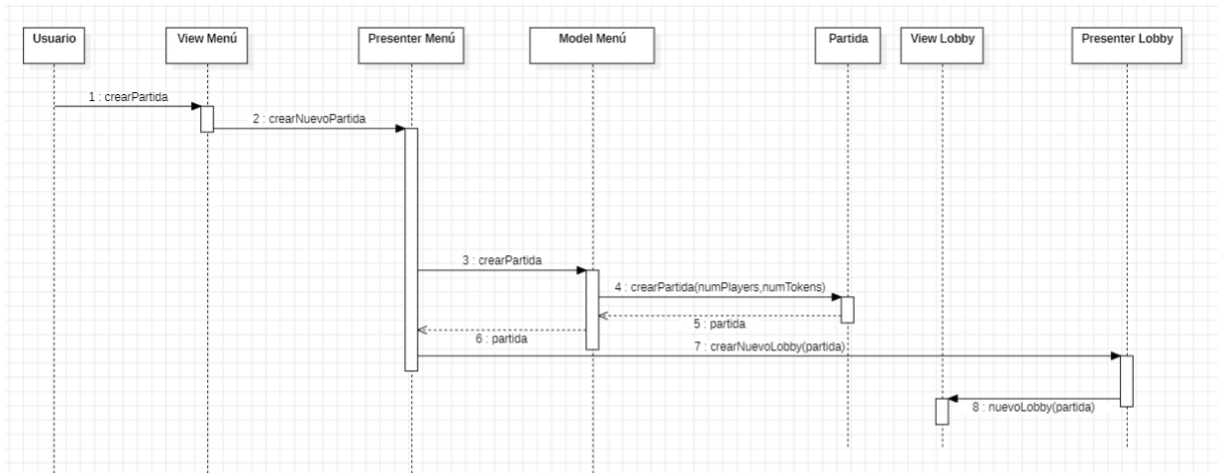 Usuario
View Menú
Presenter Menú
Model Menú
Partida
View Lobby
Presenter Lobby
1 : crearPartida
2 : crearNuevoPartida
3 : crearPartida
4 : crearPartida(numPlayers,numTokens)
5 : partida
6 : partida
7 : crearNuevoLobby(partida)
8 : nuevoLobby(partida)